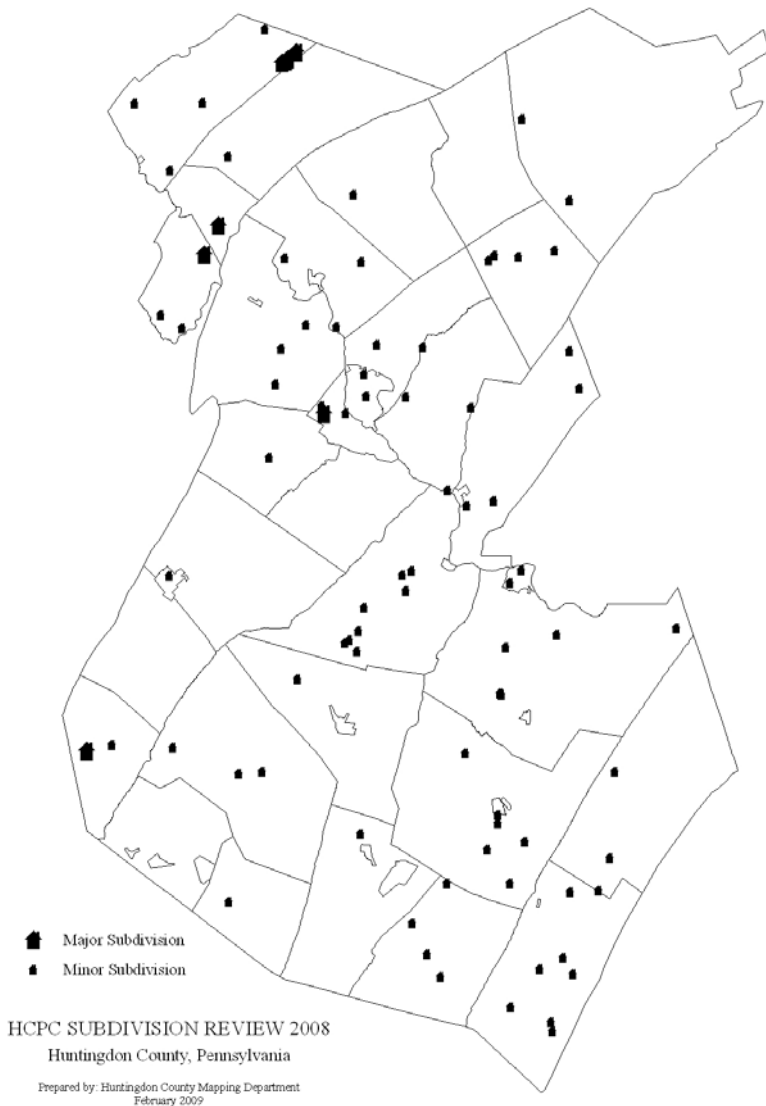 Major Subdivision
Minor Subdivision
HCPC SUBDIVISION REVIEW 2008
Huntingdon County, Pennsylvania
Prepared by: Huntingdon County Mapping Department
February 2009